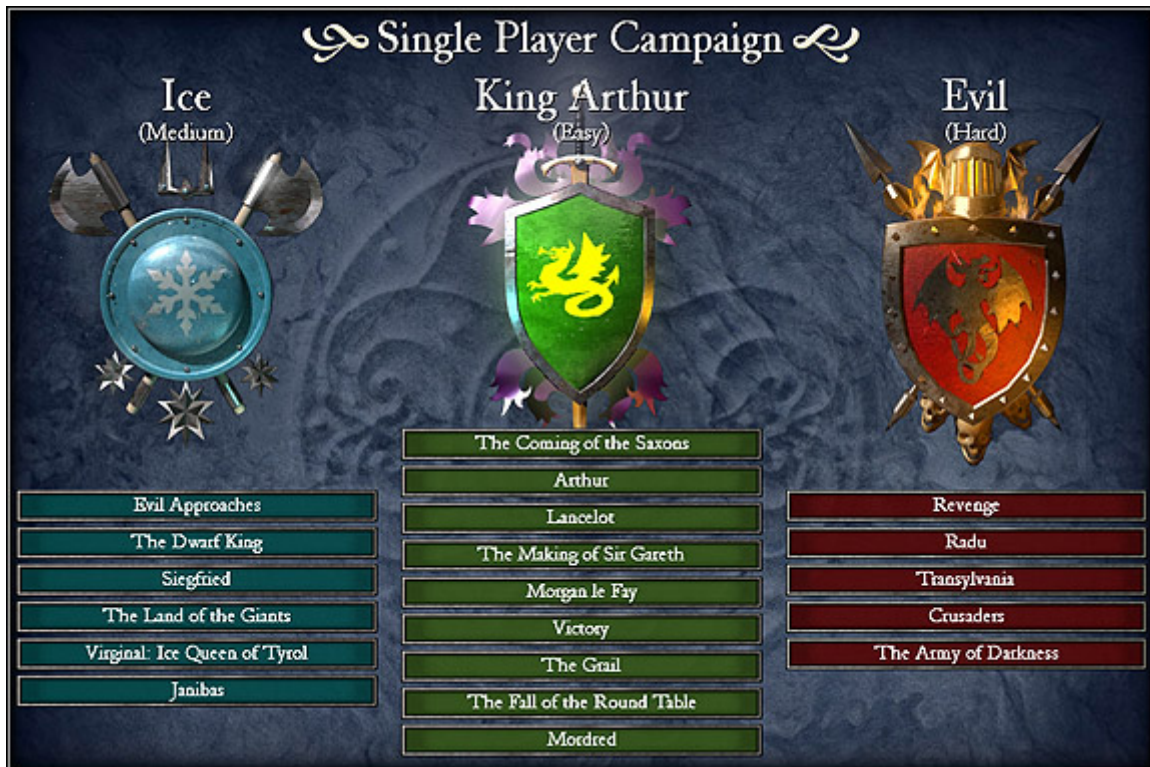 Single Player Campaign
Ice
(Medium)
Evil Approaches
The Dwarf King
Siegfried
The Land of the Giants
Virginal: Ice Queen of Tyrol
Janibas
King Arthur
(Easy)
The Coming of the Saxons
Arthur
Lancelot
The Making of Sir Gareth
Morgan le Fay
Victory
The Grail
The Fall of the Round Table
Mordred
Evil
(Hard)
Revenge
Radu
Transylvania
Crusaders
The Army of Darkness